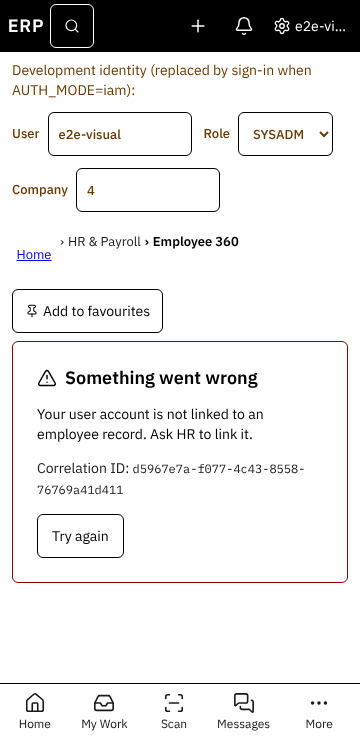 ERP e2e-vi...
Development identity (replaced by sign-in when
AUTH_MODE=iam):
User e2e-visual Role SYSADM
Company 4
Home › HR & Payroll › Employee 360
Add to favourites
Something went wrong
Your user account is not linked to an
employee record. Ask HR to link it.
Correlation ID: d5967e7a-f077-4c43-8558-
76769a41d411
Try again
Home My Work Scan Messages More